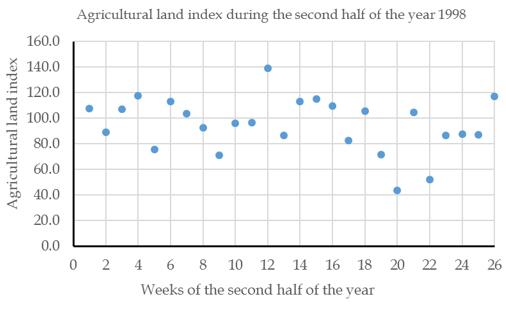 Agricultural land index during the second half of the year 1998
160.0
140.0
120.0
100.0
80.0
60.0
40.0
20.0
0.0
Agricultural land index
0 2 4 6 8 10 12 14 16 18 20 22 24 26
Weeks of the second half of the year